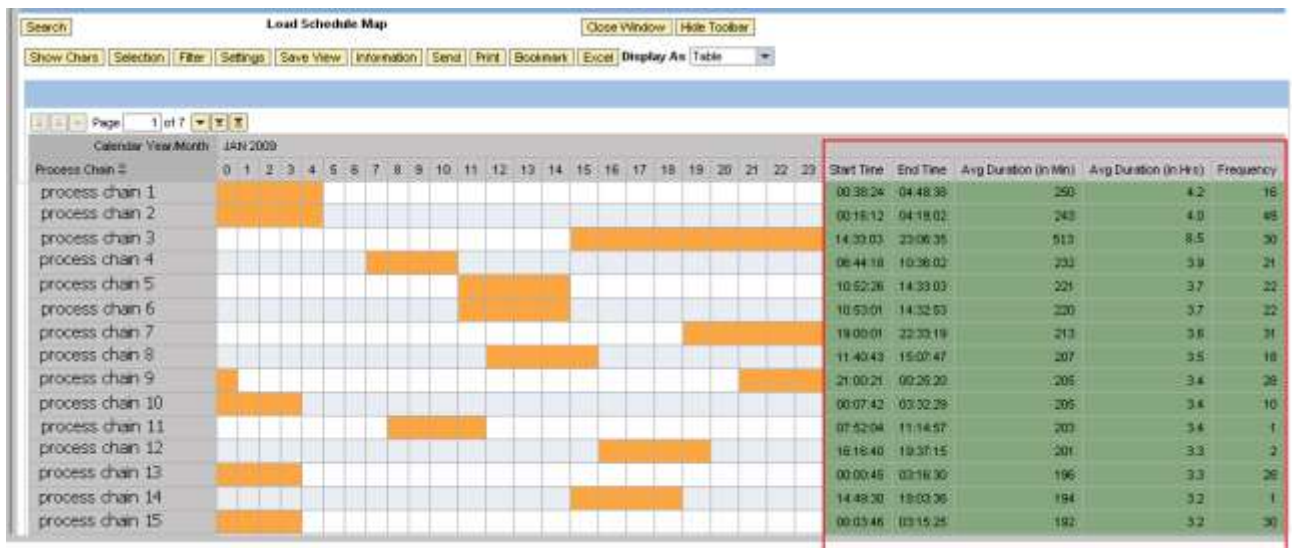 Search Load Schedule Map Close Window Hide Toolbar
Show Chars Selection Filter Settings Save View Information Send Print Bookmark Excel Display As Table
Page 1 of 7
Calendar Year/Month JAN 2009
Process Chain 0 1 2 3 4 5 6 7 8 9 10 11 12 13 14 15 16 17 18 19 20 21 22 23 Start Time End Time Avg Duration (in Min) Avg Duration (in Hrs) Frequency
process chain 1 00:38:24 04:48:38 250 4.2 16
process chain 2 00:16:12 04:19:02 243 4.0 45
process chain 3 14:33:03 23:06:35 513 8.5 30
process chain 4 06:44:18 10:36:02 232 3.9 21
process chain 5 10:52:26 14:33:03 221 3.7 22
process chain 6 10:53:01 14:32:53 220 3.7 22
process chain 7 19:00:01 22:33:19 213 3.6 31
process chain 8 11:40:43 15:07:47 207 3.5 18
process chain 9 21:00:21 00:25:20 205 3.4 28
process chain 10 00:07:42 03:32:29 205 3.4 10
process chain 11 07:52:04 11:14:57 203 3.4 1
process chain 12 16:16:40 19:37:15 201 3.3 2
process chain 13 00:00:45 03:16:30 196 3.3 26
process chain 14 14:49:30 18:03:36 194 3.2 1
process chain 15 00:03:46 03:15:25 192 3.2 30